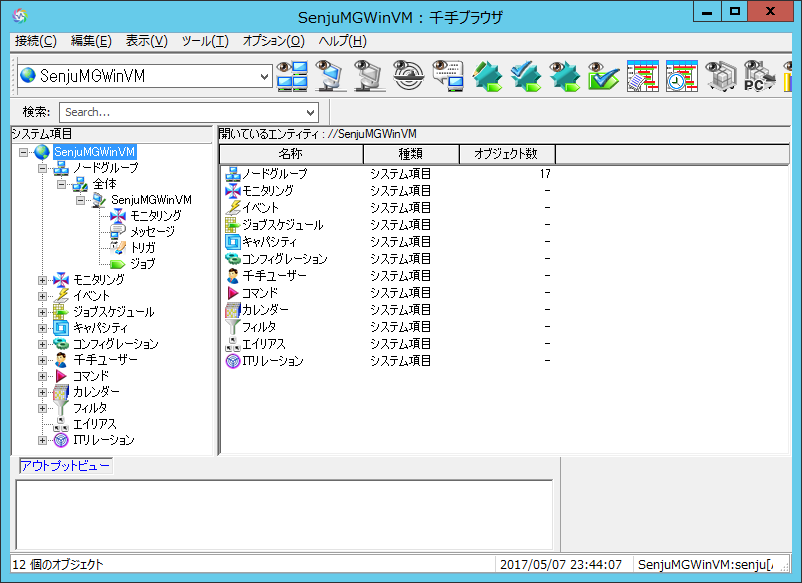 SenjuMGWinVM : 千手ブラウザ
接続(C) 編集(E) 表示(V) ツール(T) オプション(O) ヘルプ(H)
SenjuMGWinVM
PC
検索: Search...
システム項目
SenjuMGWinVM
ノードグループ
全体
SenjuMGWinVM
モニタリング
メッセージ
トリガ
ジョブ
モニタリング
イベント
ジョブスケジュール
キャパシティ
コンフィグレーション
千手ユーザー
コマンド
カレンダー
フィルタ
エイリアス
ITリレーション
開いているエンティティ : //SenjuMGWinVM
名称 種類 オブジェクト数
ノードグループ システム項目 17
モニタリング システム項目 -
イベント システム項目 -
ジョブスケジュール システム項目 -
キャパシティ システム項目 -
コンフィグレーション システム項目 -
千手ユーザー システム項目 -
コマンド システム項目 -
カレンダー システム項目 -
フィルタ システム項目 -
エイリアス システム項目 -
ITリレーション システム項目 -
アウトプットビュー
12 個のオブジェクト 2017/05/07 23:44:07 SenjuMGWinVM:senju[